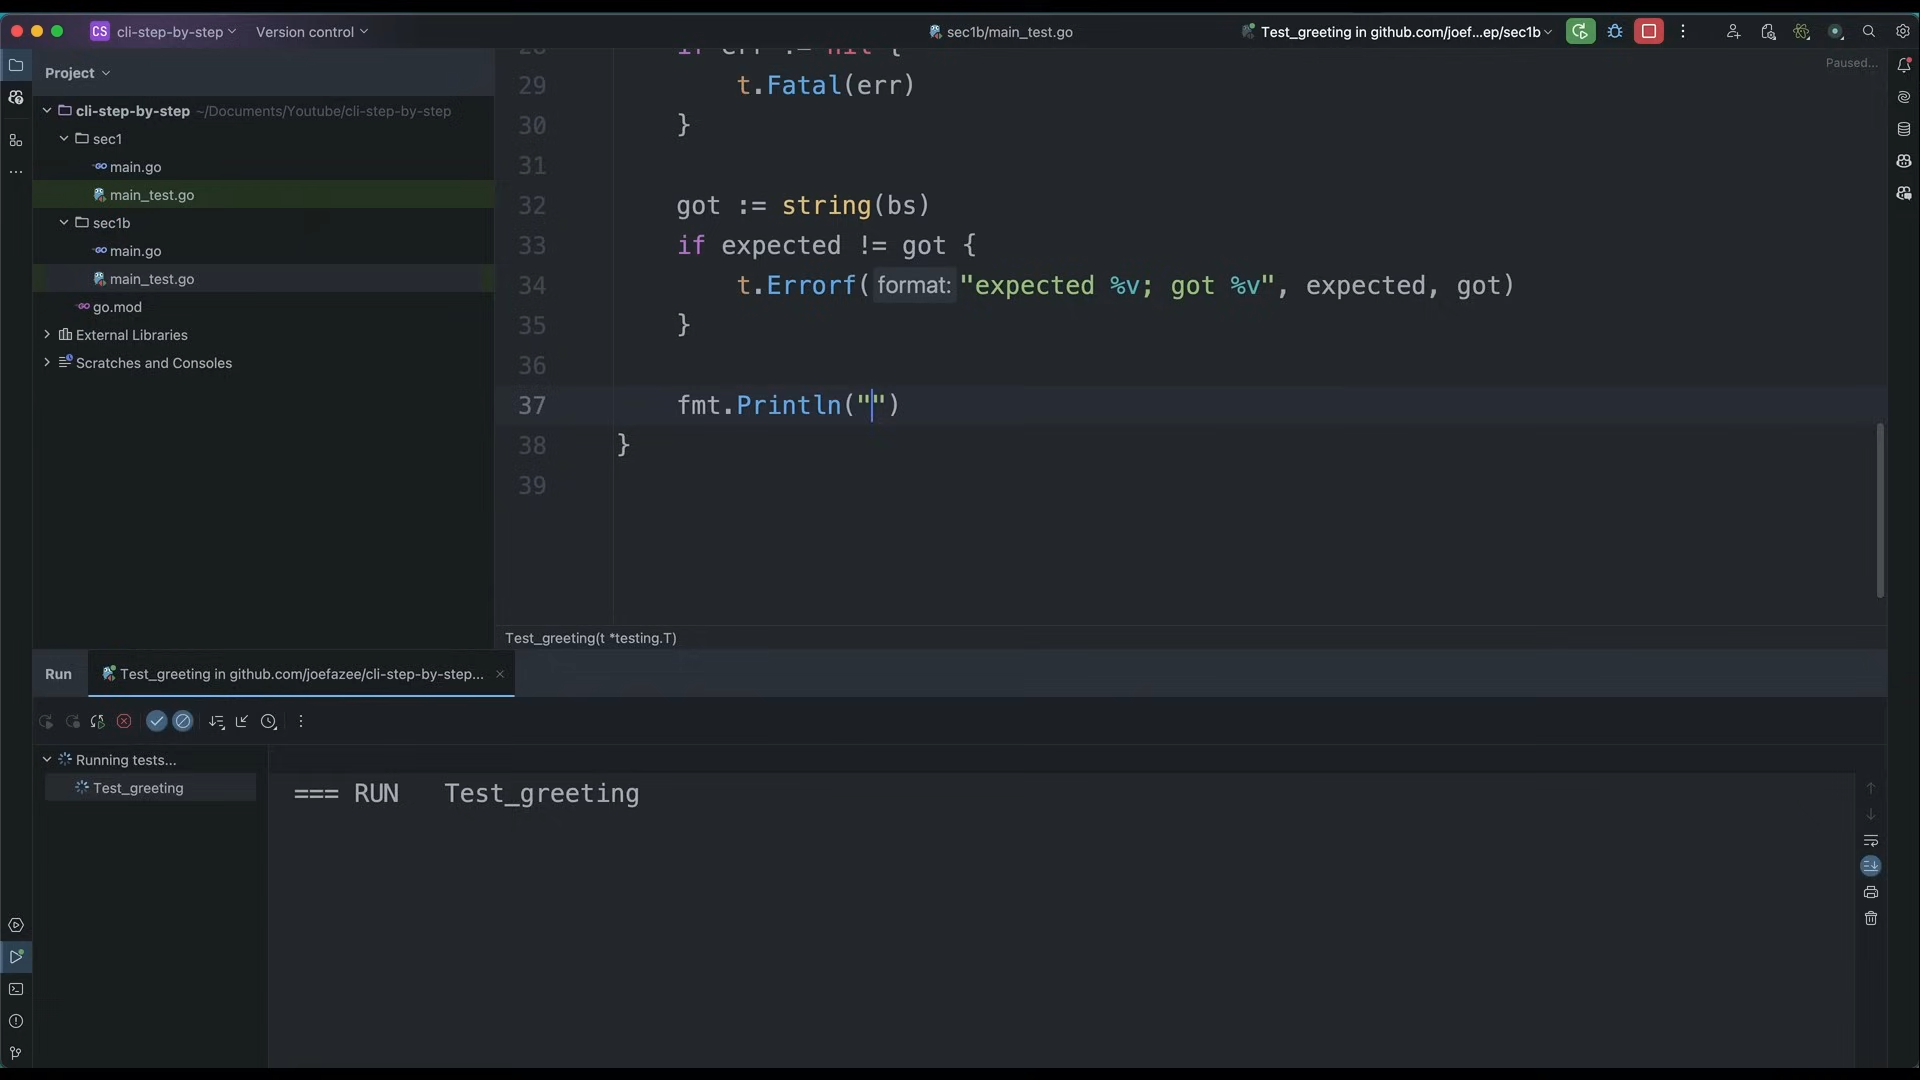 CS cli-step-by-step Version control sec1b/main_test.go Test_greeting in github.com/joef...ep/sec1b
Project
Paused...
cli-step-by-step ~/Documents/Youtube/cli-step-by-step
sec1
main.go
main_test.go
sec1b
main.go
main_test.go
go.mod
External Libraries
Scratches and Consoles
28 if err != nil {
29 t.Fatal(err)
30 }
31
32 got := string(bs)
33 if expected != got {
34 t.Errorf( format: "expected %v; got %v", expected, got)
35 }
36
37 fmt.Println("")
38 }
39
Test_greeting(t *testing.T)
Run Test_greeting in github.com/joefazee/cli-step-by-step...
Running tests...
Test_greeting
=== RUN Test_greeting